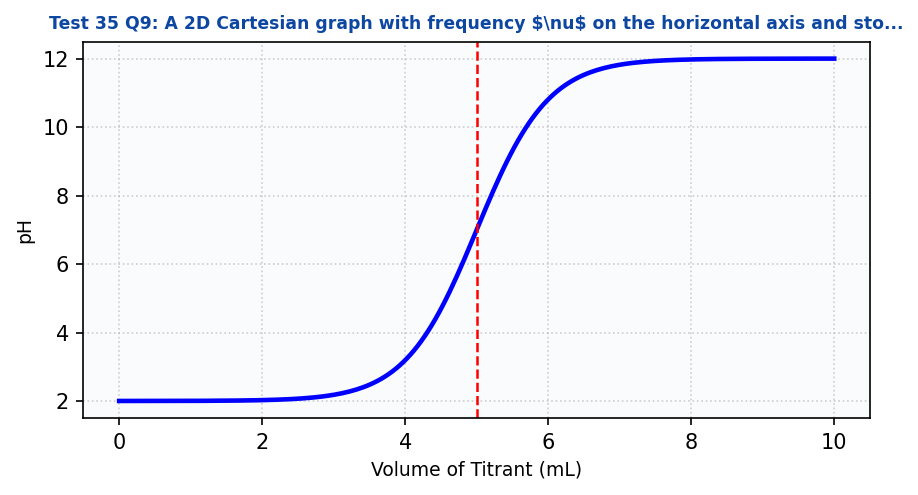 Test 35 Q9: A 2D Cartesian graph with frequency $\nu$ on the horizontal axis and sto...
12
10
8
6
4
2
pH
0 2 4 6 8 10
Volume of Titrant (mL)